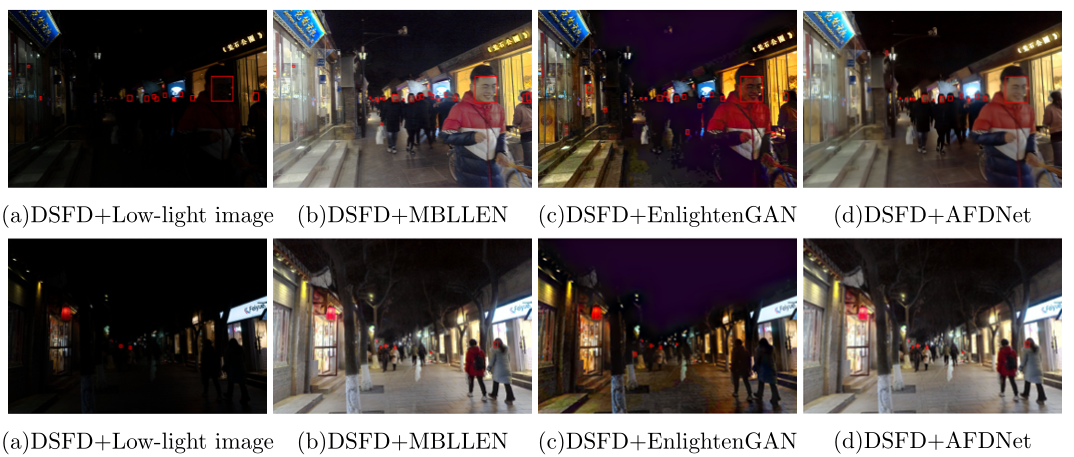 (a)DSFD+Low-light image
(b)DSFD+MBLLEN
(c)DSFD+EnlightenGAN
(d)DSFD+AFDNet
(a)DSFD+Low-light image
(b)DSFD+MBLLEN
(c)DSFD+EnlightenGAN
(d)DSFD+AFDNet